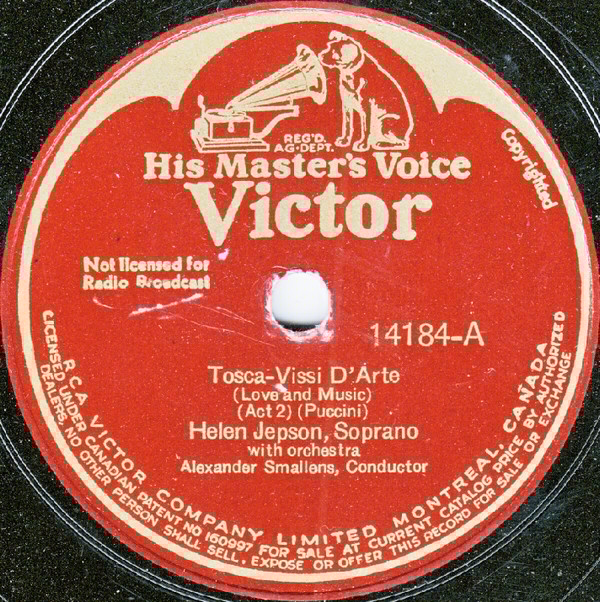 REG'D.
AG·DEPT.
His Master's Voice
Victor
Copyrighted
Not licensed for
Radio Broadcast
14184-A
Tosca-Vissi D'Arte
(Love and Music)
(Act 2) (Puccini)
Helen Jepson, Soprano
with orchestra
Alexander Smallens, Conductor
R.C.A. VICTOR COMPANY LIMITED MONTREAL, CANADA
LICENSED UNDER CANADIAN PATENT NO 160997 FOR SALE AT CURRENT CATALOG PRICE BY AUTHORIZED
DEALERS, NO OTHER PERSON SHALL SELL, EXPOSE OR OFFER THIS RECORD FOR SALE OR EXCHANGE